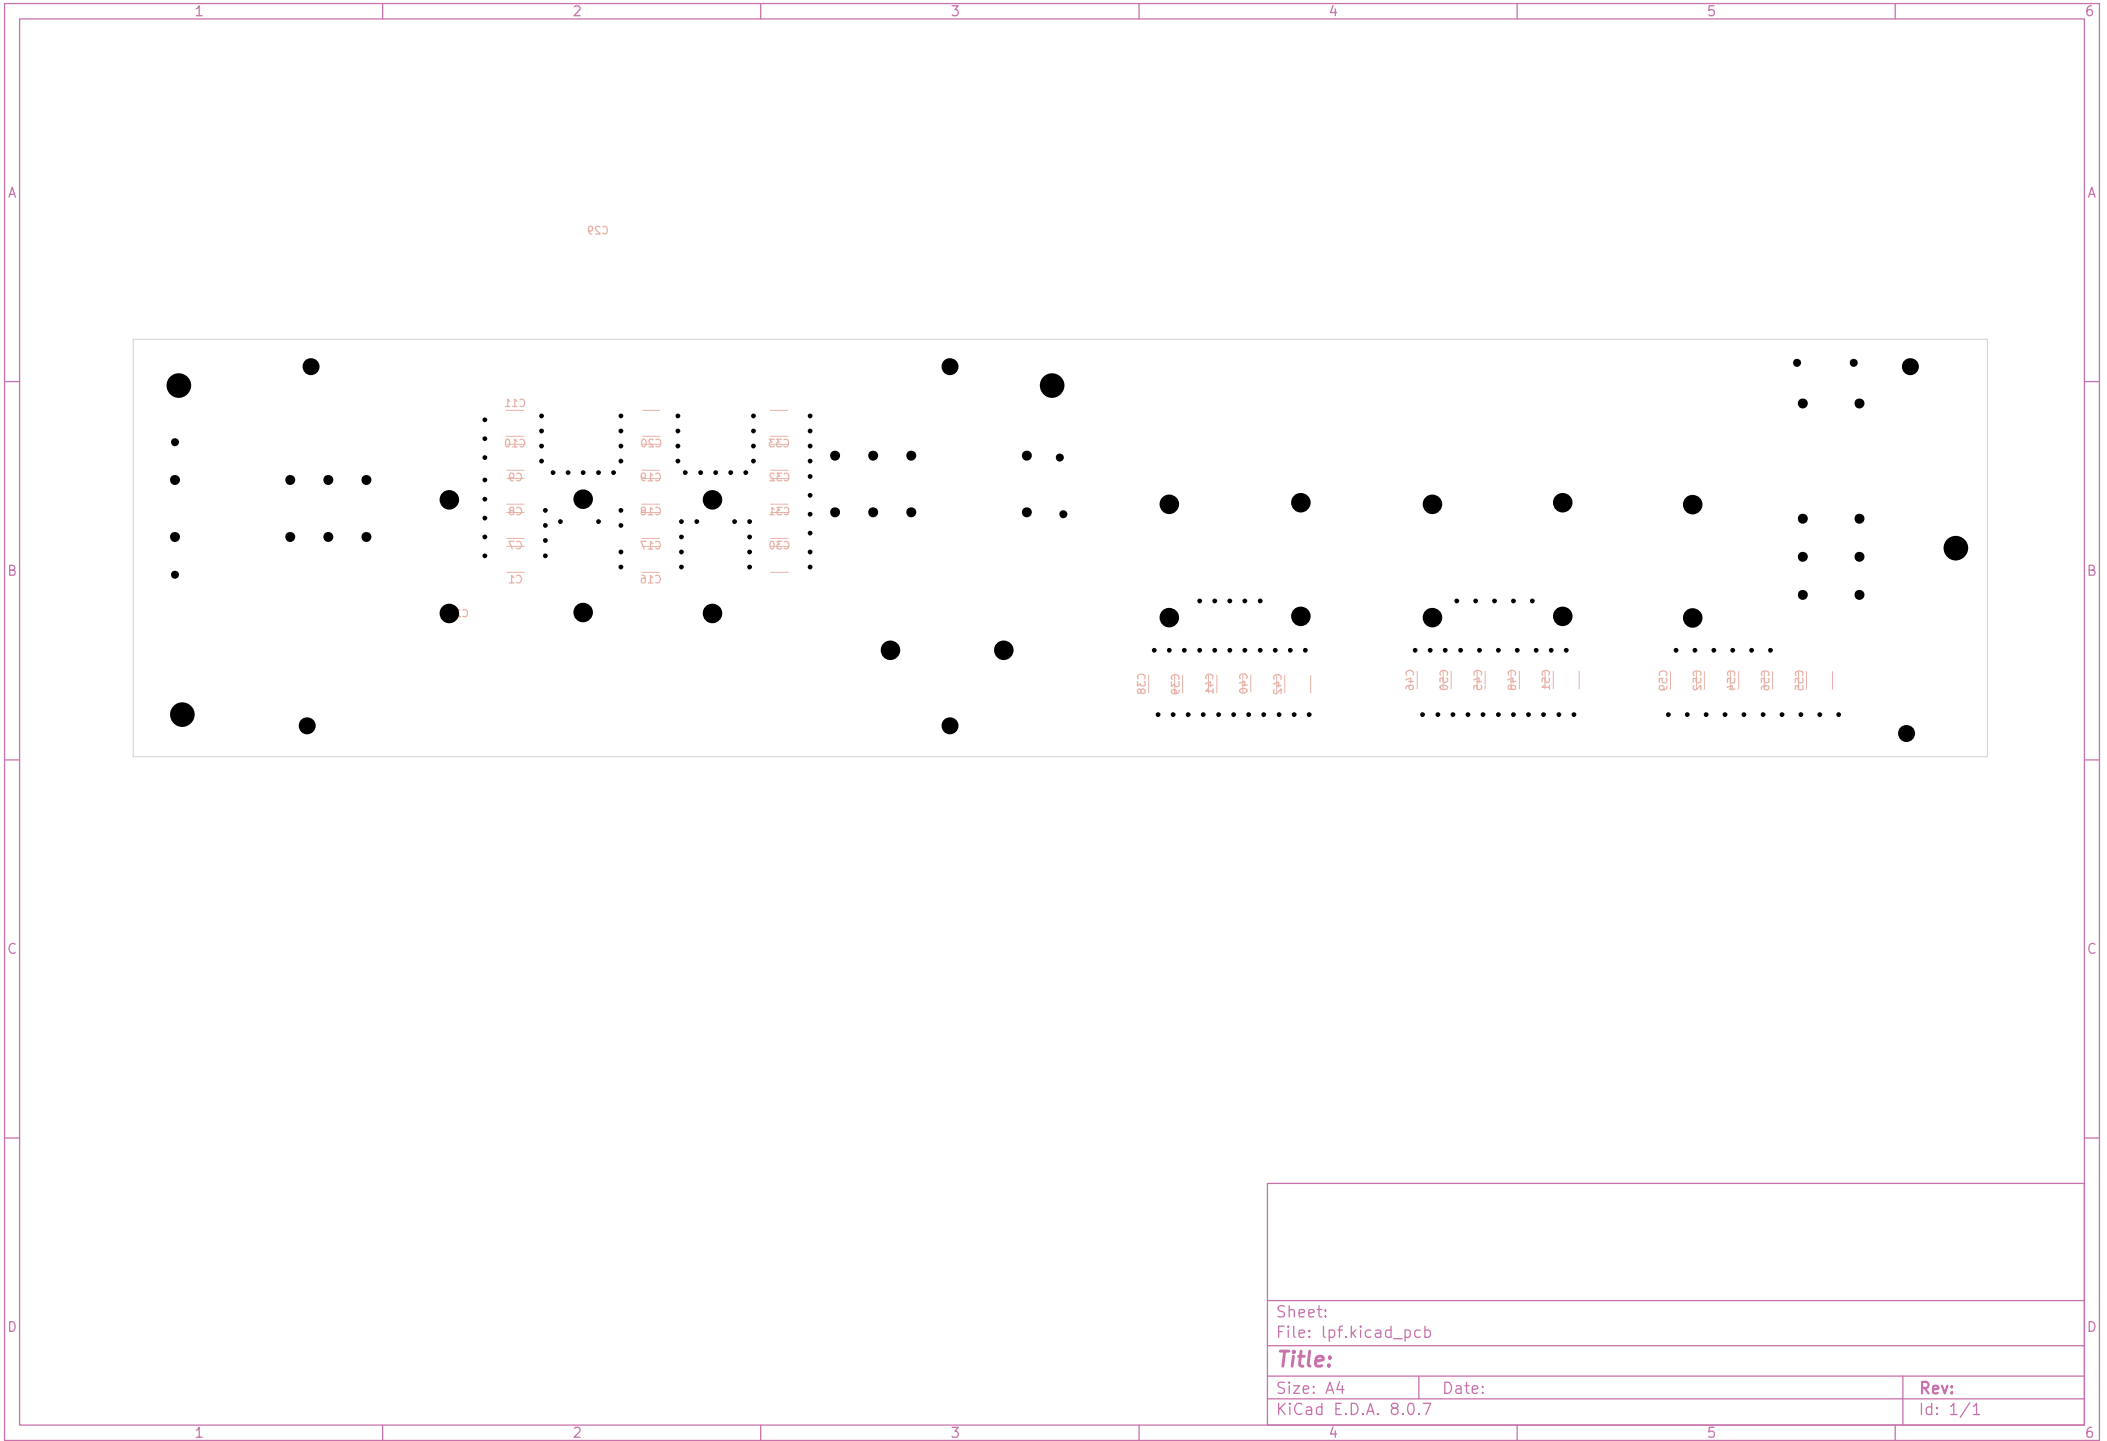 1 2 3 4 5 6
A A
C29
C11
C10 C20 C33
C9 C19 C32
C8 C18 C31
C7 C17 C30
B B
C1 C16
C38 C39 C41 C40 C42 C46 C50 C45 C48 C51 C59 C52 C54 C56 C55
C C
Sheet:
File: lpf.kicad_pcb
D D
Title:
Size: A4 Date: Rev:
KiCad E.D.A. 8.0.7 Id: 1/1
1 2 3 4 5 6